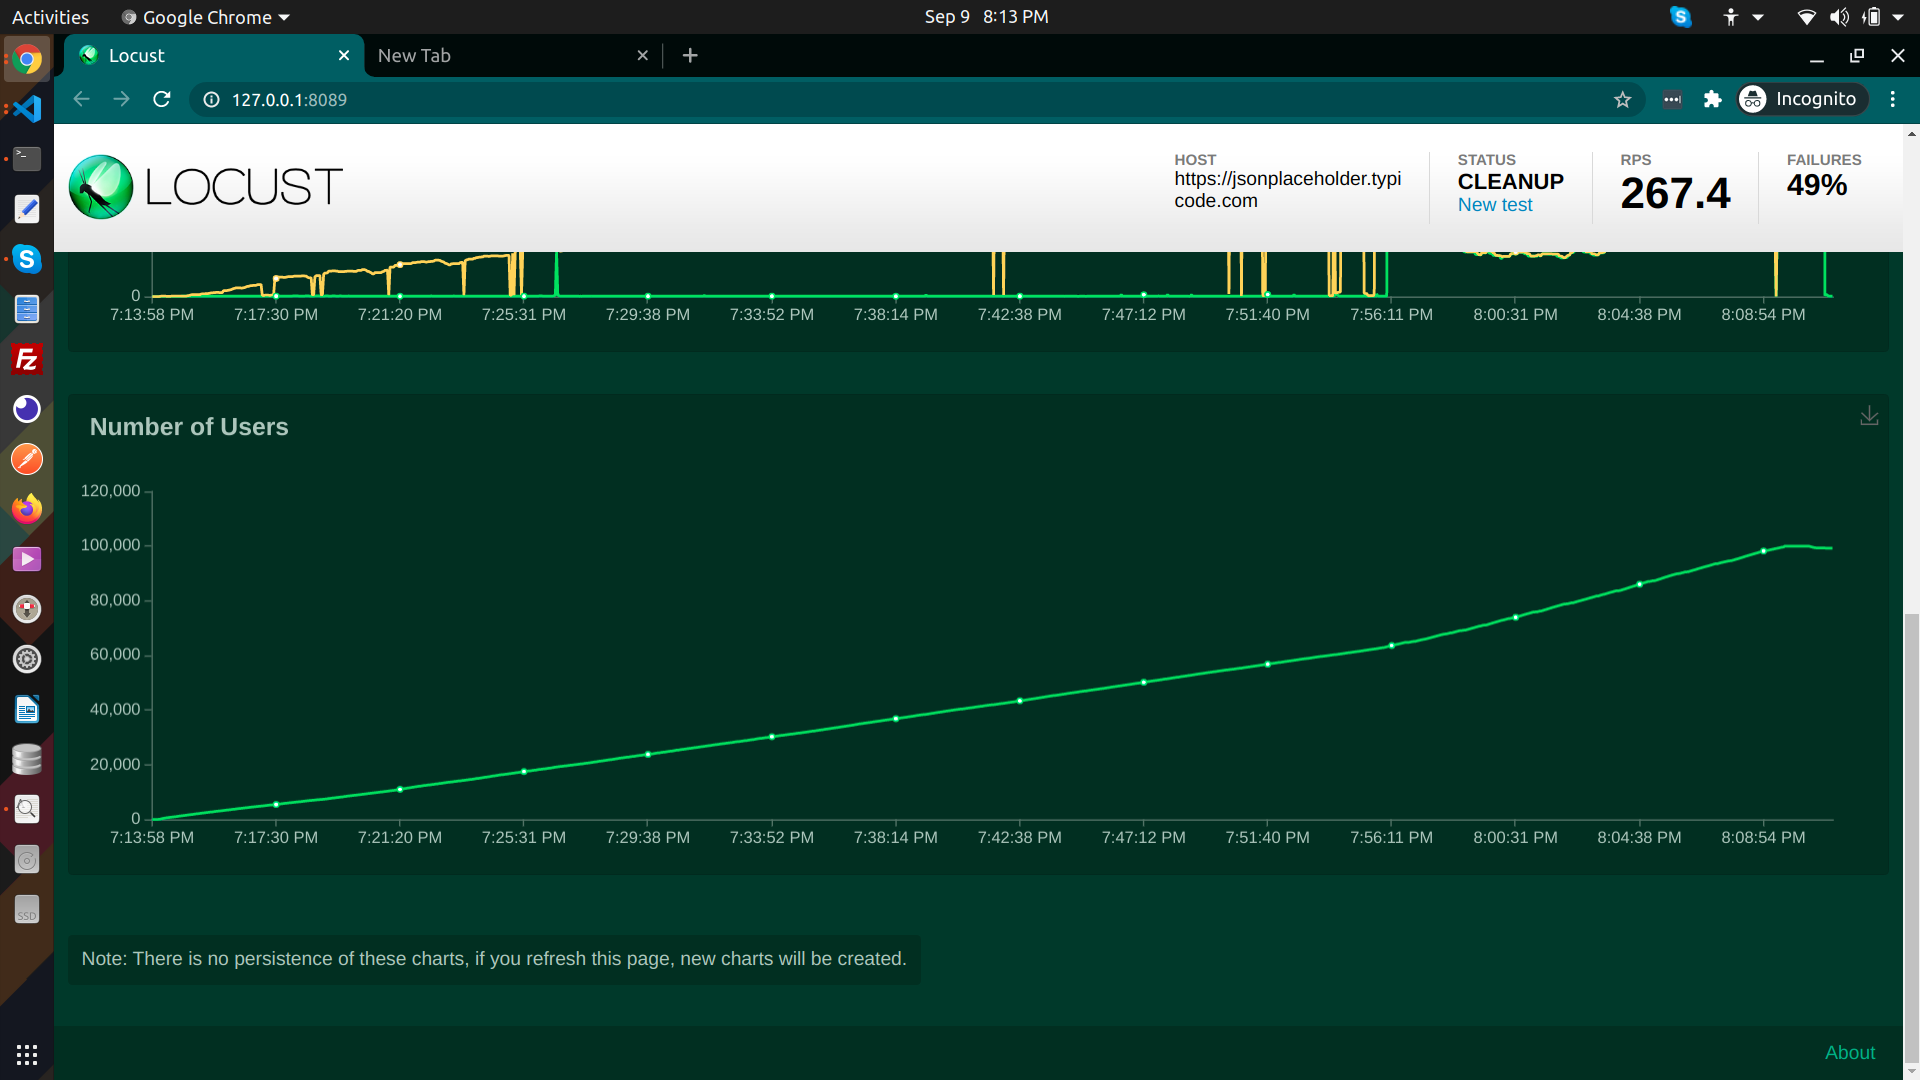 Activities
Google Chrome
Sep 9 8:13 PM
Locust
New Tab
127.0.0.1:8089
Incognito
LOCUST
HOST
https://jsonplaceholder.typi
code.com
STATUS
CLEANUP
New test
RPS
267.4
FAILURES
49%
0
7:13:58 PM 7:17:30 PM 7:21:20 PM 7:25:31 PM 7:29:38 PM 7:33:52 PM 7:38:14 PM 7:42:38 PM 7:47:12 PM 7:51:40 PM 7:56:11 PM 8:00:31 PM 8:04:38 PM 8:08:54 PM
Number of Users
120,000
100,000
80,000
60,000
40,000
20,000
0
7:13:58 PM 7:17:30 PM 7:21:20 PM 7:25:31 PM 7:29:38 PM 7:33:52 PM 7:38:14 PM 7:42:38 PM 7:47:12 PM 7:51:40 PM 7:56:11 PM 8:00:31 PM 8:04:38 PM 8:08:54 PM
SSD
Note: There is no persistence of these charts, if you refresh this page, new charts will be created.
About